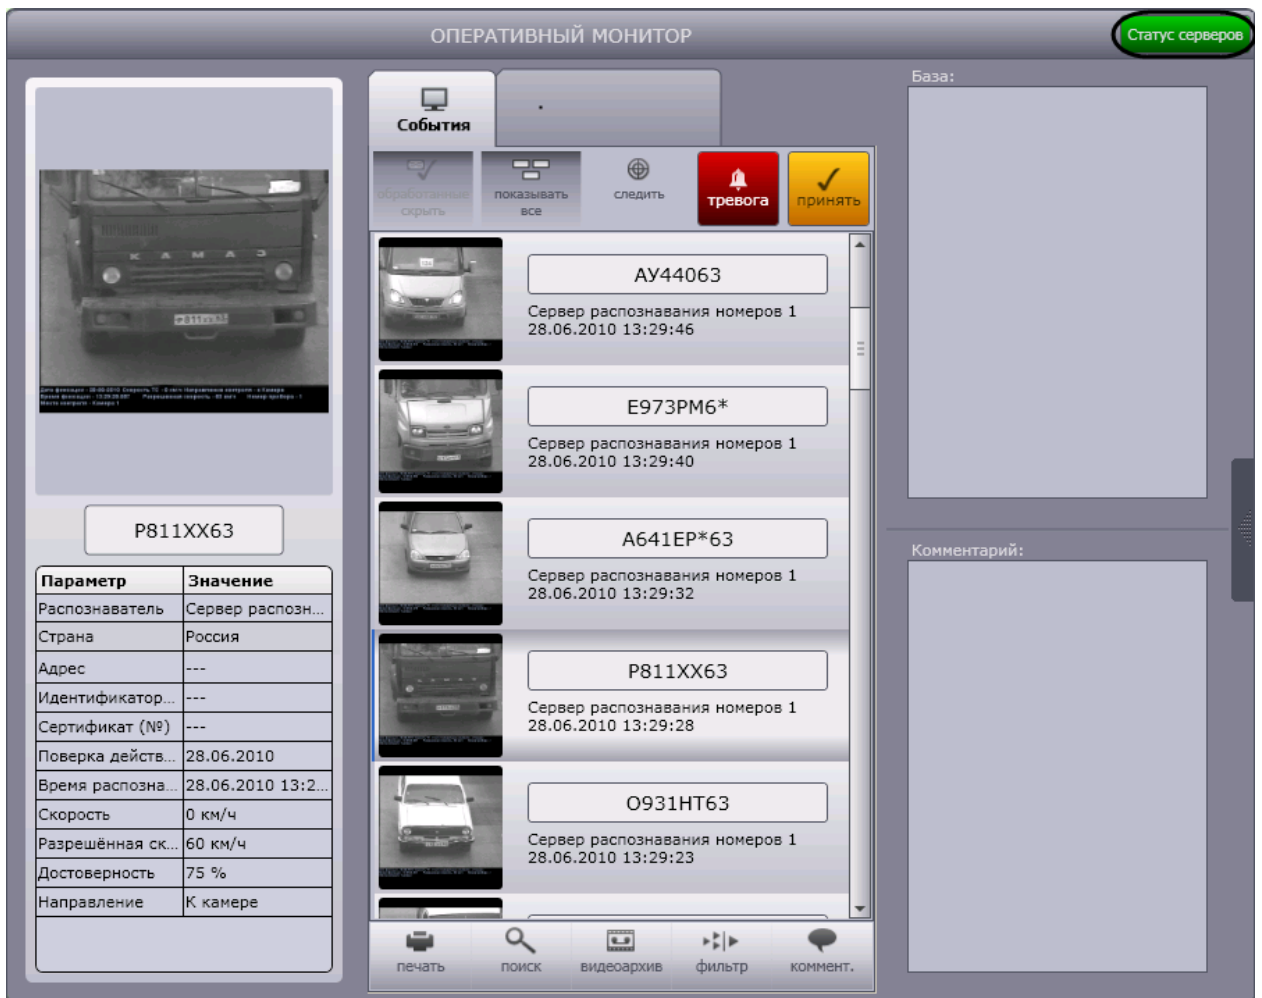 ОПЕРАТИВНЫЙ МОНИТОР
Статус серверов
К А М А З
Р811ХХ63
Параметр Значение
Распознаватель Сервер распозн...
Страна Россия
Адрес ---
Идентификатор... ---
Сертификат (№) ---
Поверка действ... 28.06.2010
Время распозна... 28.06.2010 13:2...
Скорость 0 км/ч
Разрешённая ск... 60 км/ч
Достоверность 75 %
Направление К камере
События
.
обработанные
скрыть
показывать
все
следить
тревога
принять
АУ44063
Сервер распознавания номеров 1
28.06.2010 13:29:46
Е973РМ6*
Сервер распознавания номеров 1
28.06.2010 13:29:40
А641ЕР*63
Сервер распознавания номеров 1
28.06.2010 13:29:32
Р811ХХ63
Сервер распознавания номеров 1
28.06.2010 13:29:28
О931НТ63
Сервер распознавания номеров 1
28.06.2010 13:29:23
печать
поиск
видеоархив
фильтр
коммент.
База:
Комментарий: